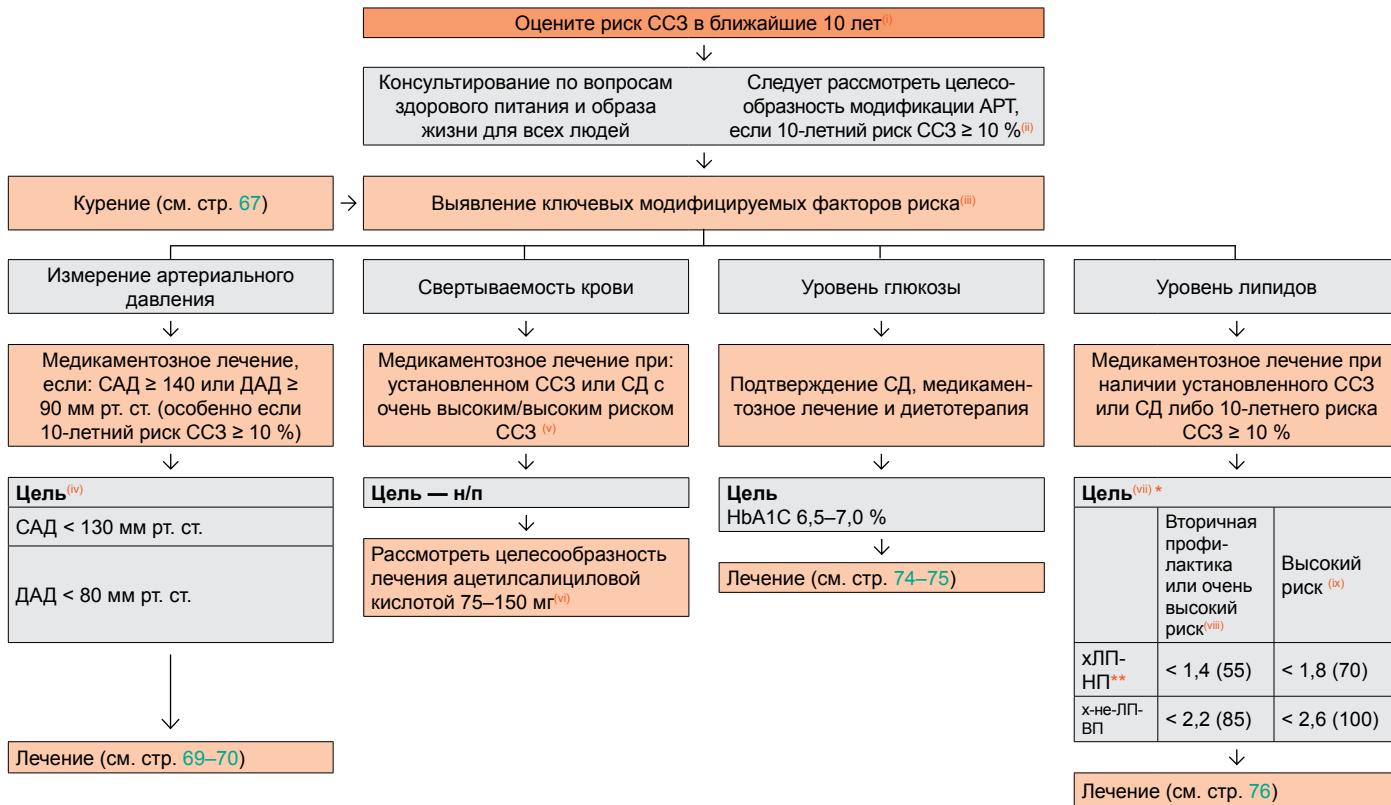 Оцените риск ССЗ в ближайшие 10 лет(i)
Консультирование по вопросам
здорового питания и образа
жизни для всех людей
Следует рассмотреть целесо-
образность модификации АРТ,
если 10-летний риск ССЗ ≥ 10 %(ii)
Курение (см. стр. 67)
Выявление ключевых модифицируемых факторов риска(iii)
Измерение артериального
давления
Свертываемость крови
Уровень глюкозы
Уровень липидов
Медикаментозное лечение,
если: САД ≥ 140 или ДАД ≥
90 мм рт. ст. (особенно если
10-летний риск ССЗ ≥ 10 %)
Медикаментозное лечение при:
установленном ССЗ или СД с
очень высоким/высоким риском
ССЗ (v)
Подтверждение СД, медикамен-
тозное лечение и диетотерапия
Медикаментозное лечение при
наличии установленного ССЗ
или СД либо 10-летнего риска
ССЗ ≥ 10 %
Цель(iv)
САД < 130 мм рт. ст.
ДАД < 80 мм рт. ст.
Лечение (см. стр. 69–70)
Цель — н/п
Рассмотреть целесообразность
лечения ацетилсалициловой
кислотой 75–150 мг(vi)
Цель
HbA1C 6,5–7,0 %
Лечение (см. стр. 74–75)
Цель(vii) *
Вторичная
профи-
лактика
или очень
высокий
риск(viii)
Высокий
риск (ix)
хЛП-
НП**
< 1,4 (55)
< 1,8 (70)
х-не-ЛП-
ВП
< 2,2 (85)
< 2,6 (100)
Лечение (см. стр. 76)